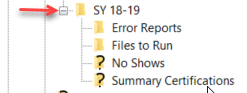 SY 18-19
Error Reports
Files to Run
? No Shows
? Summary Certifications